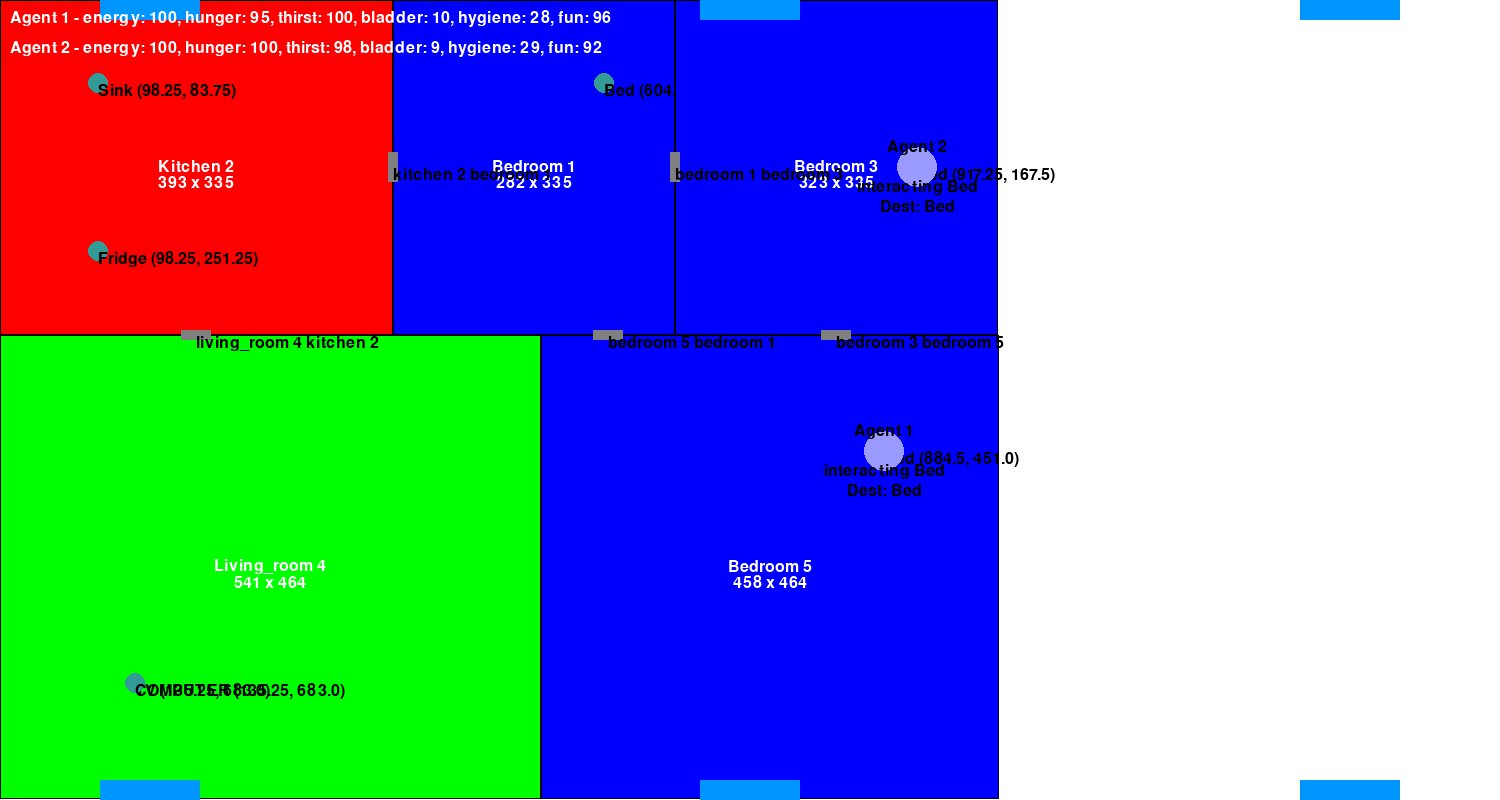 Agent 1 - energy: 100, hunger: 95, thirst: 100, bladder: 10, hygiene: 28, fun: 96
Agent 2 - energy: 100, hunger: 100, thirst: 98, bladder: 9, hygiene: 29, fun: 92
Sink (98.25, 83.75)
Bed (604.
Agent 2
Kitchen 2
393 x 335
Bedroom 1
282 x 335
Bedroom 3
323 x 335
kitchen 2 bedroom 1
bedroom 1 bedroom 3
(917.25, 167.5)
interacting Bed
Dest: Bed
Fridge (98.25, 251.25)
living_room 4 kitchen 2
bedroom 5 bedroom 1
bedroom 3 bedroom 5
Agent 1
(884.5, 451.0)
interacting Bed
Dest: Bed
Living_room 4
541 x 464
Bedroom 5
458 x 464
COMPUTER (135.25, 683.0)